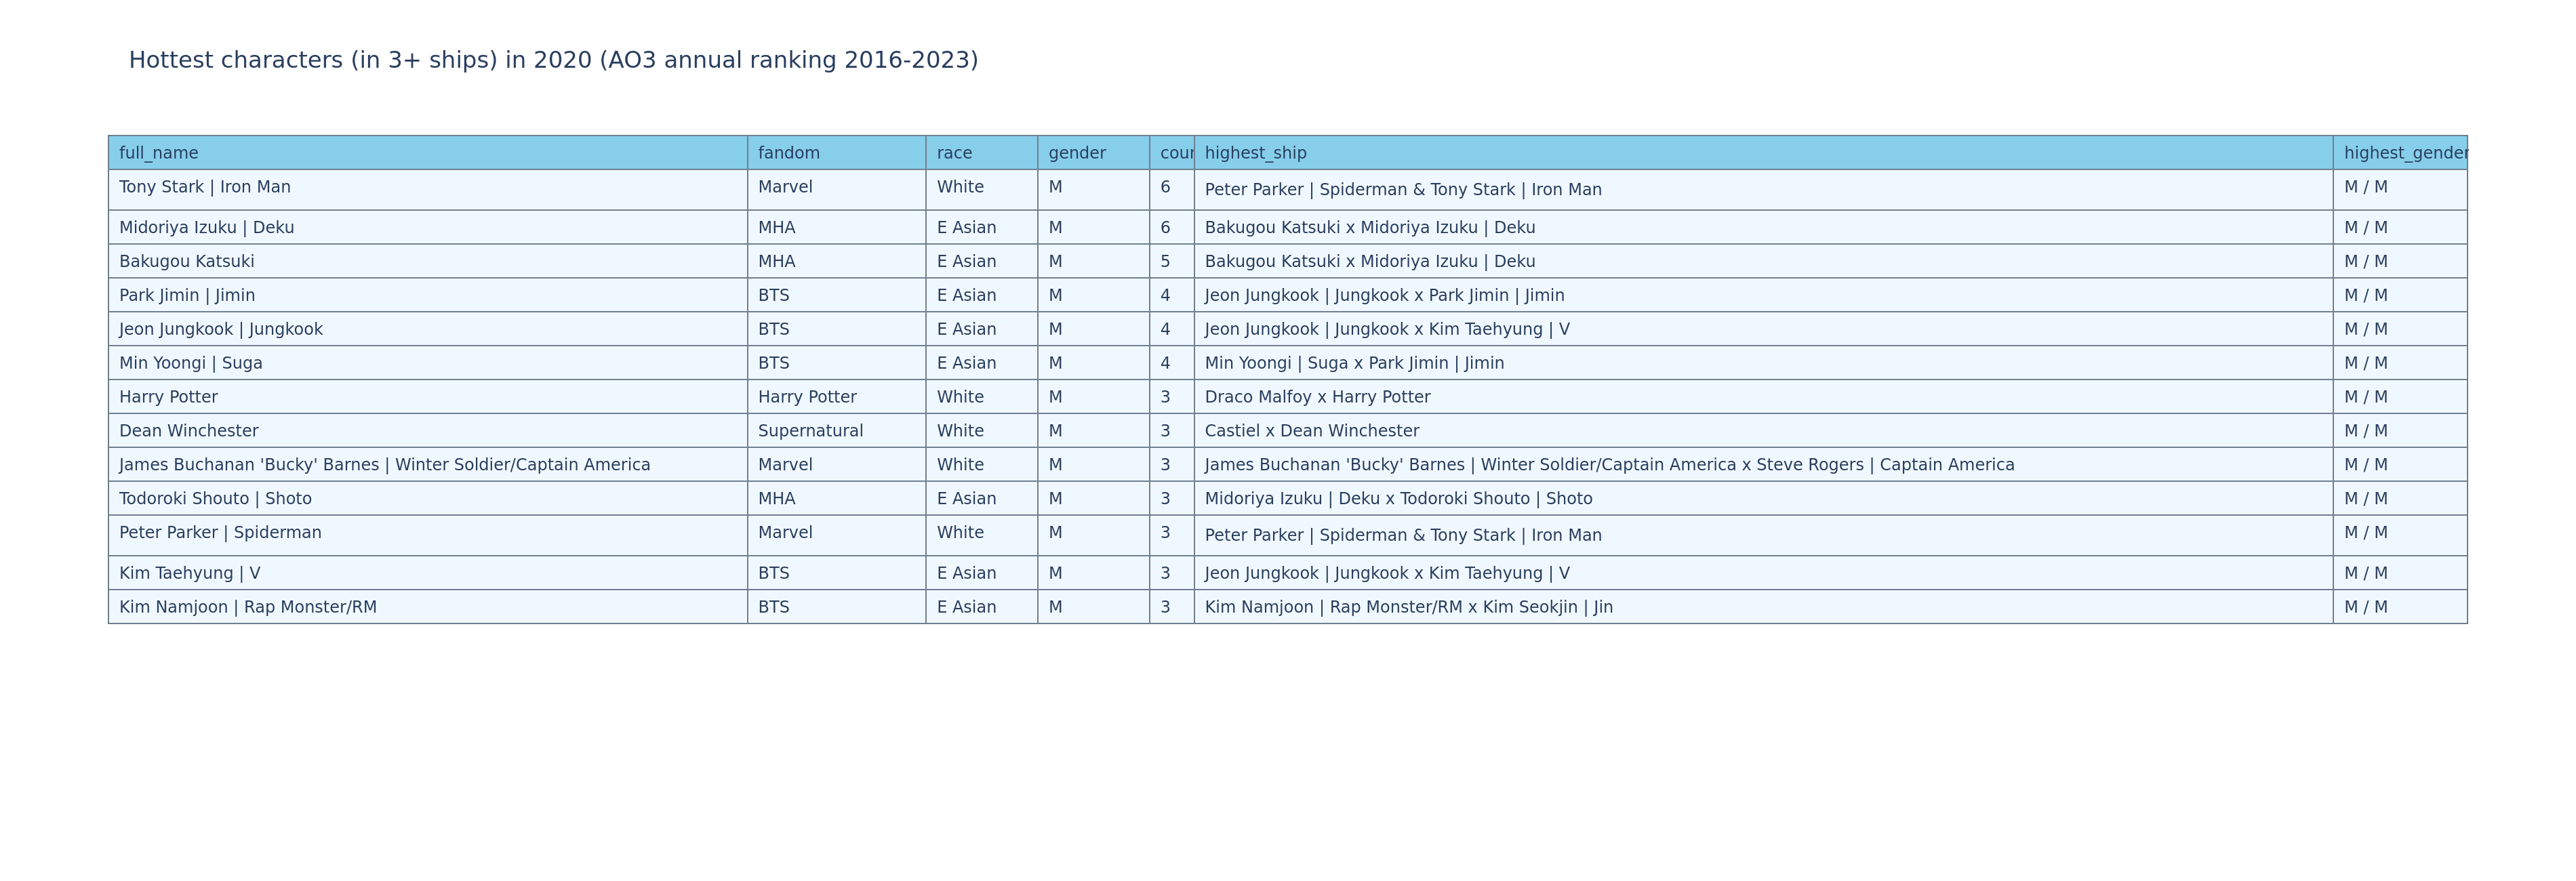 Hottest characters (in 3+ ships) in 2020 (AO3 annual ranking 2016-2023)
full_name fandom race gender cour highest_ship highest_gender
Tony Stark | Iron Man Marvel White M 6 Peter Parker | Spiderman & Tony Stark | Iron Man M / M
Midoriya Izuku | Deku MHA E Asian M 6 Bakugou Katsuki x Midoriya Izuku | Deku M / M
Bakugou Katsuki MHA E Asian M 5 Bakugou Katsuki x Midoriya Izuku | Deku M / M
Park Jimin | Jimin BTS E Asian M 4 Jeon Jungkook | Jungkook x Park Jimin | Jimin M / M
Jeon Jungkook | Jungkook BTS E Asian M 4 Jeon Jungkook | Jungkook x Kim Taehyung | V M / M
Min Yoongi | Suga BTS E Asian M 4 Min Yoongi | Suga x Park Jimin | Jimin M / M
Harry Potter Harry Potter White M 3 Draco Malfoy x Harry Potter M / M
Dean Winchester Supernatural White M 3 Castiel x Dean Winchester M / M
James Buchanan 'Bucky' Barnes | Winter Soldier/Captain America Marvel White M 3 James Buchanan 'Bucky' Barnes | Winter Soldier/Captain America x Steve Rogers | Captain America M / M
Todoroki Shouto | Shoto MHA E Asian M 3 Midoriya Izuku | Deku x Todoroki Shouto | Shoto M / M
Peter Parker | Spiderman Marvel White M 3 Peter Parker | Spiderman & Tony Stark | Iron Man M / M
Kim Taehyung | V BTS E Asian M 3 Jeon Jungkook | Jungkook x Kim Taehyung | V M / M
Kim Namjoon | Rap Monster/RM BTS E Asian M 3 Kim Namjoon | Rap Monster/RM x Kim Seokjin | Jin M / M